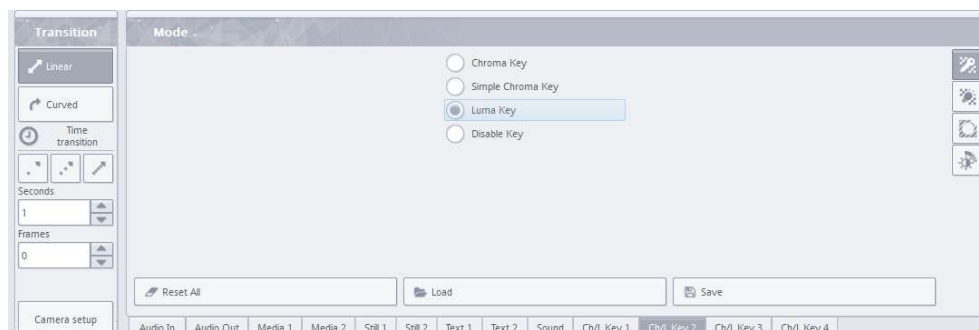 Transition
Mode
Linear
Curved
Time
transition
Seconds
1
Frames
0
Camera setup
Chroma Key
Simple Chroma Key
Luma Key
Disable Key
Reset All
Load
Save
Audio In Audio Out Media 1 Media 2 Still 1 Still 2 Text 1 Text 2 Sound Ch/L Key 1 Ch/L Key 2 Ch/L Key 3 Ch/L Key 4